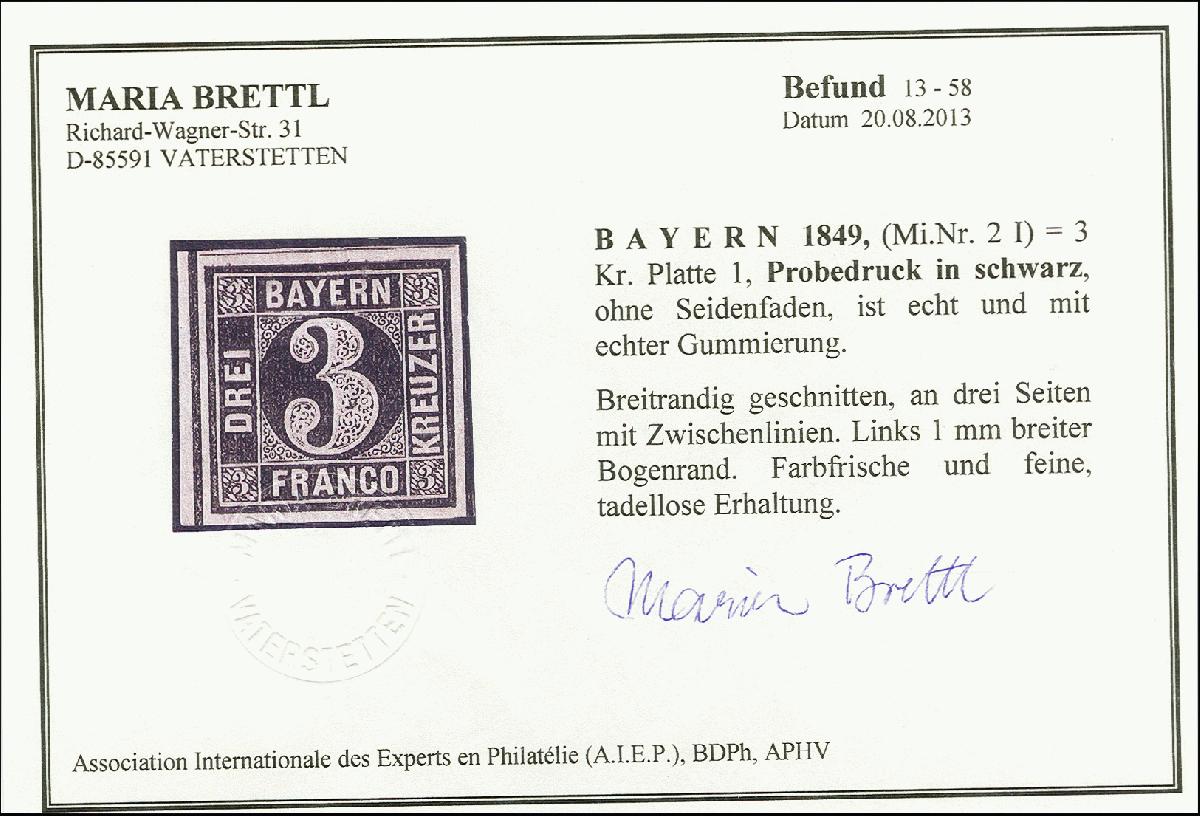 MARIA BRETTL
Richard-Wagner-Str. 31
D-85591 VATERSTETTEN
Befund 13 - 58
Datum 20.08.2013
BAYERN
DREI
3
KREUZER
FRANCO
3
3
3
3
VATERSTETTEN
BAYERN 1849, (Mi.Nr. 2 I) = 3
Kr. Platte 1, Probedruck in schwarz,
ohne Seidenfaden, ist echt und mit
echter Gummierung.
Breitrandig geschnitten, an drei Seiten
mit Zwischenlinien. Links 1 mm breiter
Bogenrand. Farbfrische und feine,
tadellose Erhaltung.
Maria Brettl
Association Internationale des Experts en Philatélie (A.I.E.P.), BDPh, APHV